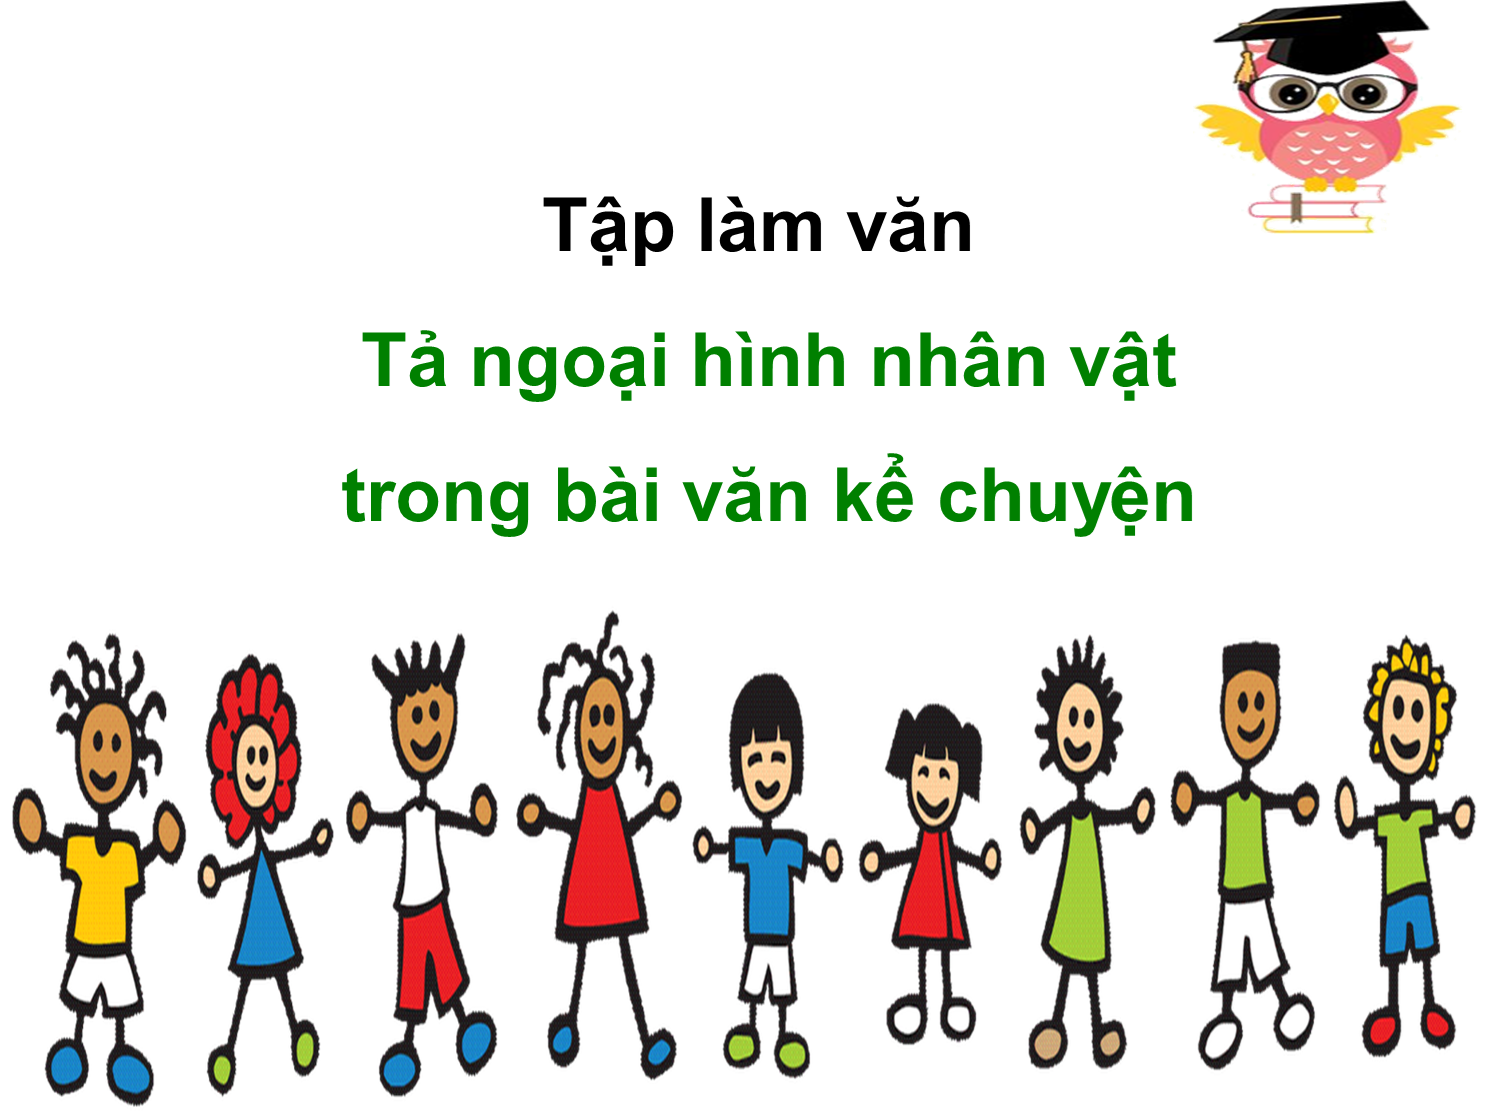 Tập làm văn
Tả ngoại hình nhân vật
trong bài văn kể chuyện